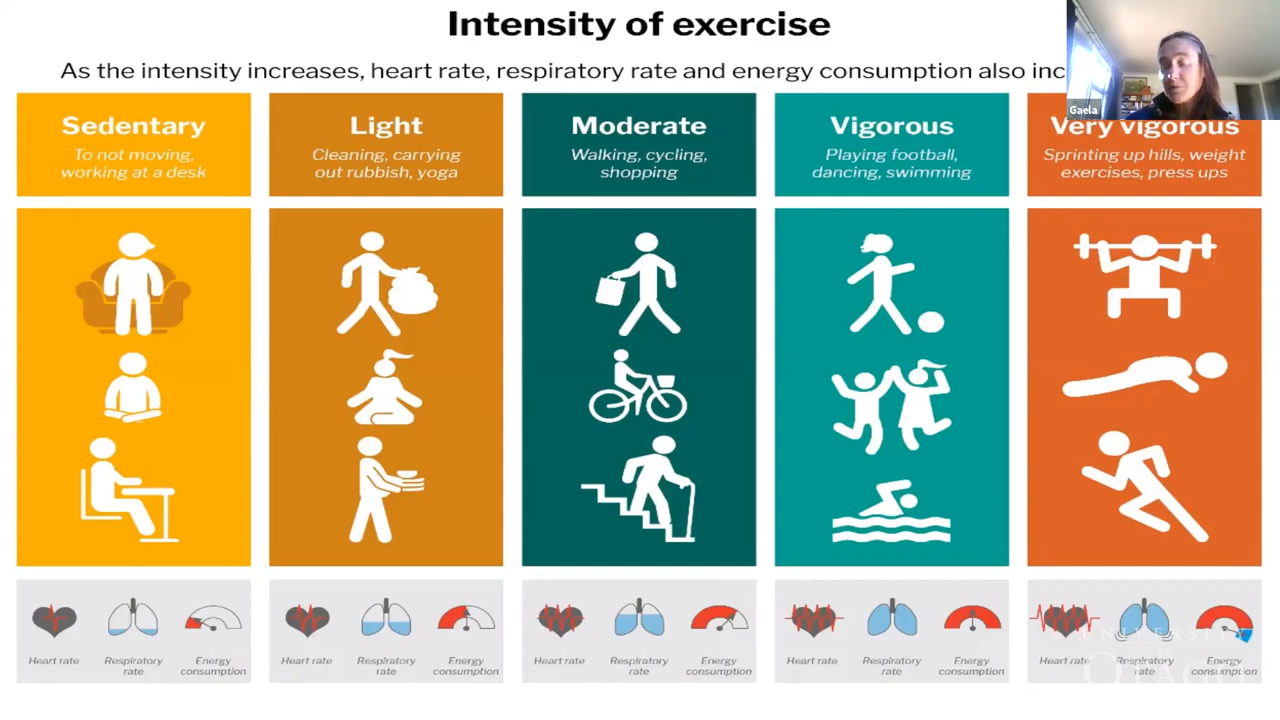 Intensity of exercise
As the intensity increases, heart rate, respiratory rate and energy consumption also inc
Gaela
Sedentary
To not moving,
working at a desk
Light
Cleaning, carrying
out rubbish, yoga
Moderate
Walking, cycling,
shopping
Vigorous
Playing football,
dancing, swimming
Very vigorous
Sprinting up hills, weight
exercises, press ups
Heart rate
Respiratory
rate
Energy
consumption
Heart rate
Respiratory
rate
Energy
consumption
Heart rate
Respiratory
rate
Energy
consumption
Heart rate
Respiratory
rate
Energy
consumption
Heart rate
Respiratory
rate
Energy
consumption
UNIVERSITY
OTAGO